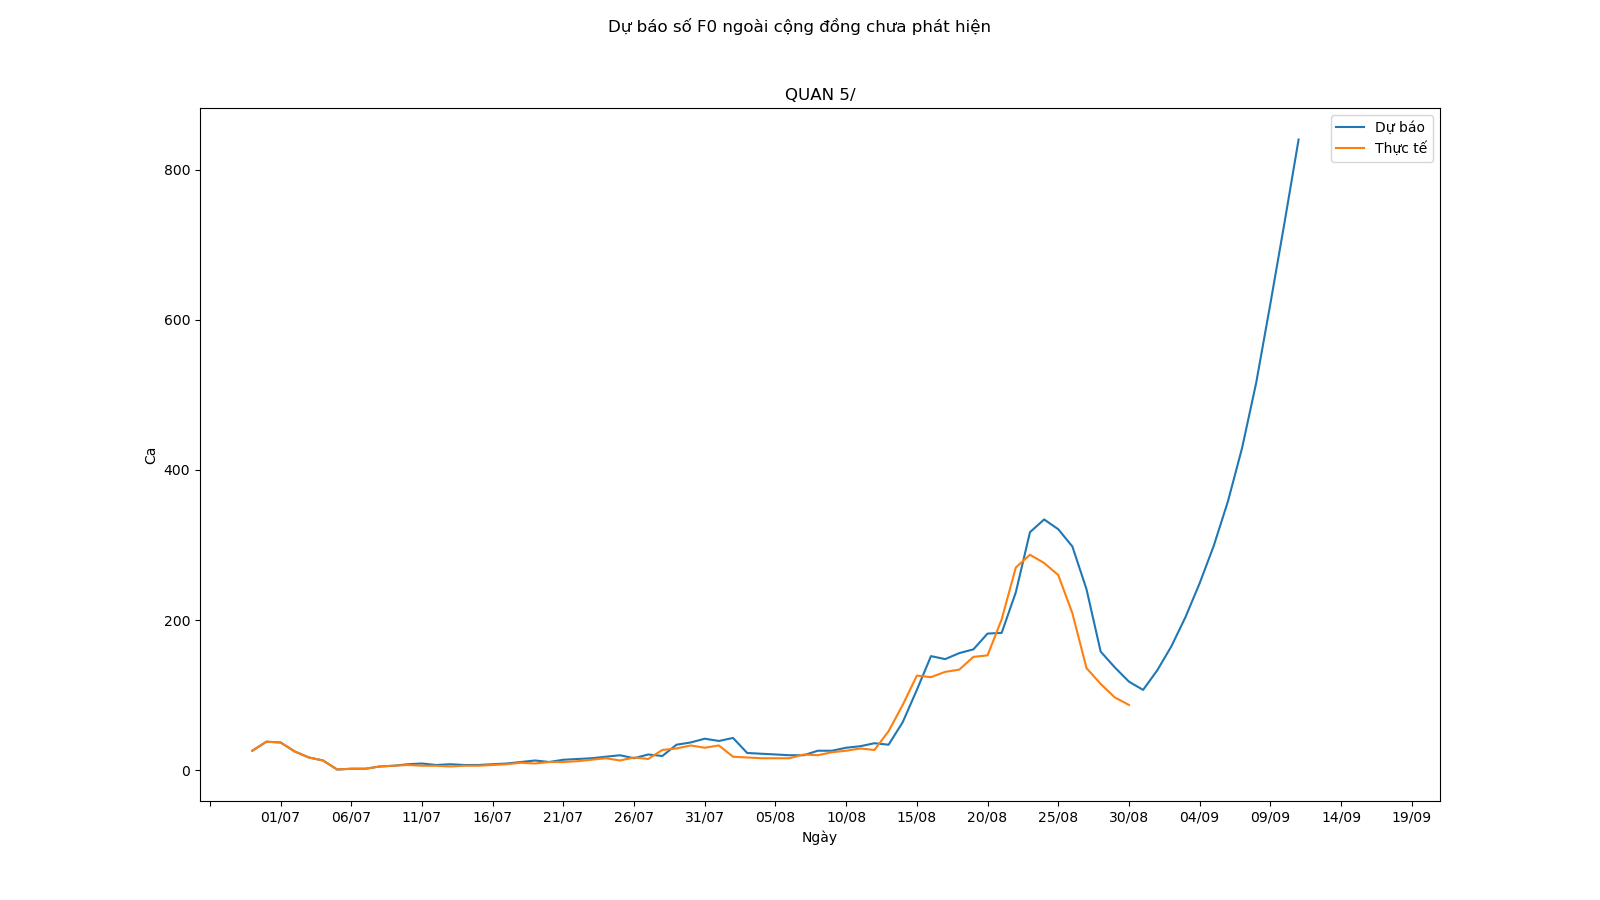 Dự báo số F0 ngoài cộng đồng chưa phát hiện
QUAN 5/
Dự báo
Thực tế
800
600
400
200
0
Ca
01/07 06/07 11/07 16/07 21/07 26/07 31/07 05/08 10/08 15/08 20/08 25/08 30/08 04/09 09/09 14/09 19/09
Ngày